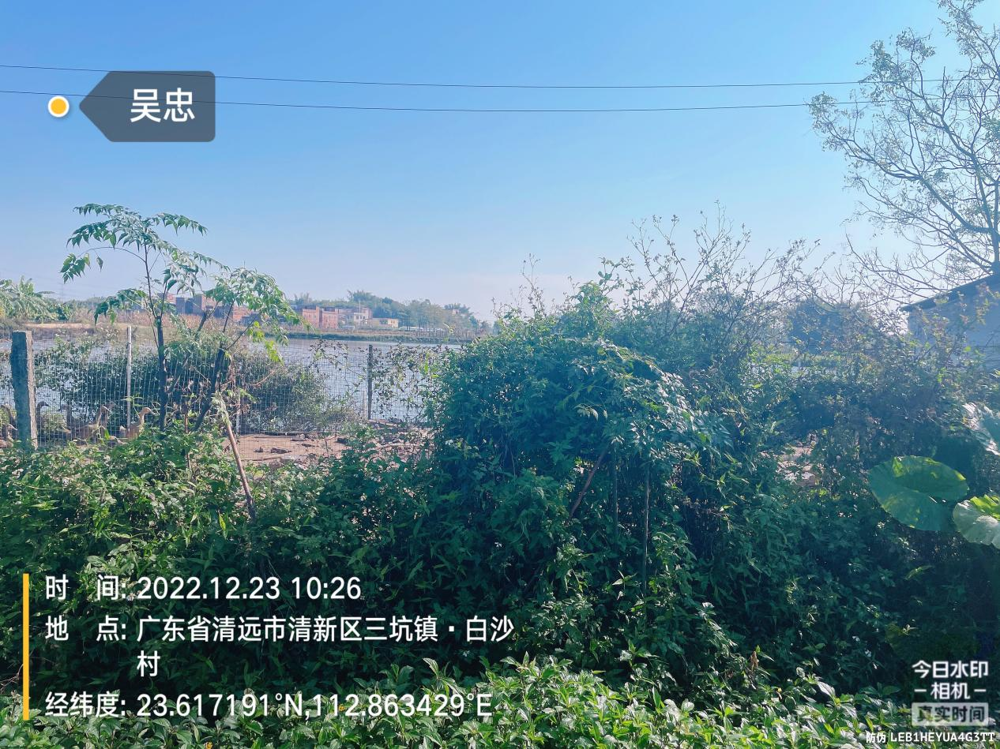 吴忠
时 间: 2022.12.23 10:26
地 点: 广东省清远市清新区三坑镇·白沙
村
经纬度: 23.617191°N,112.863429°E
今日水印
-相机-
真实时间
防伪 LEB1HEYUA4G3TT